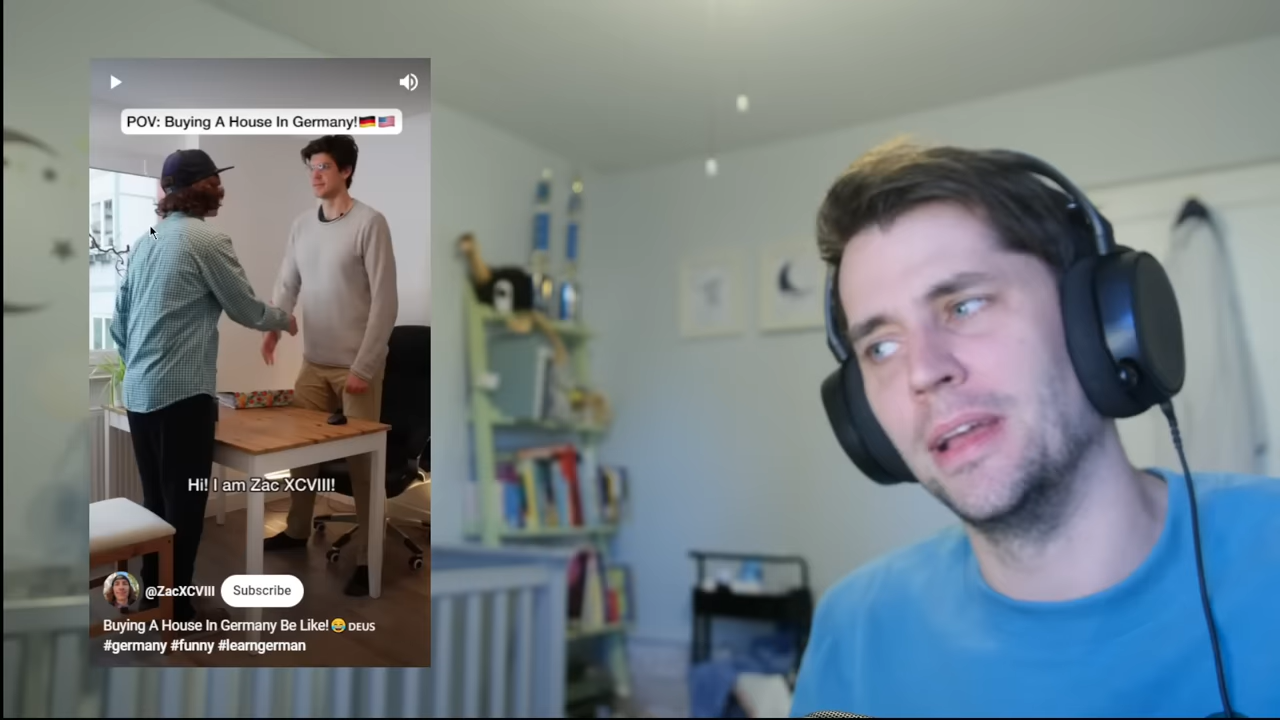 POV: Buying A House In Germany!🇩🇪🇺🇸
Hi! I am Zac XCVIII!
@ZacXCVIII Subscribe
Buying A House In Germany Be Like!😂 ᴅᴇᴜs
#germany #funny #learngerman